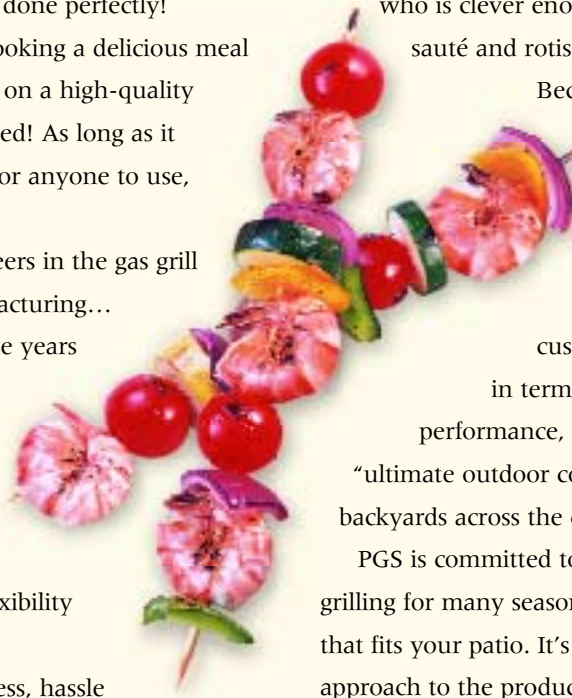 done perfectly!
ooking a delicious meal
on a high-quality
ed! As long as it
or anyone to use,
eers in the gas grill
acturing…
e years
xibility
ess, hassle
who is clever eno
sauté and rotis
Bec
cus
in term
performance,
“ultimate outdoor co
backyards across the
PGS is committed to
grilling for many season
that fits your patio. It’s
approach to the produc